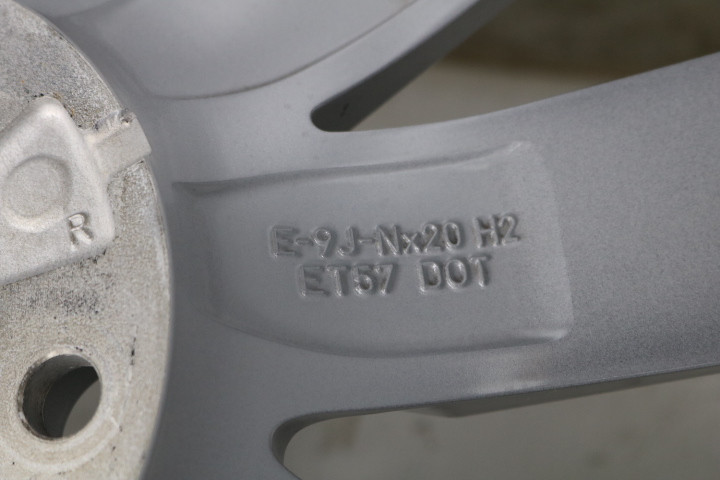 R
E-9J-Nx20 H2
ET57 DOT